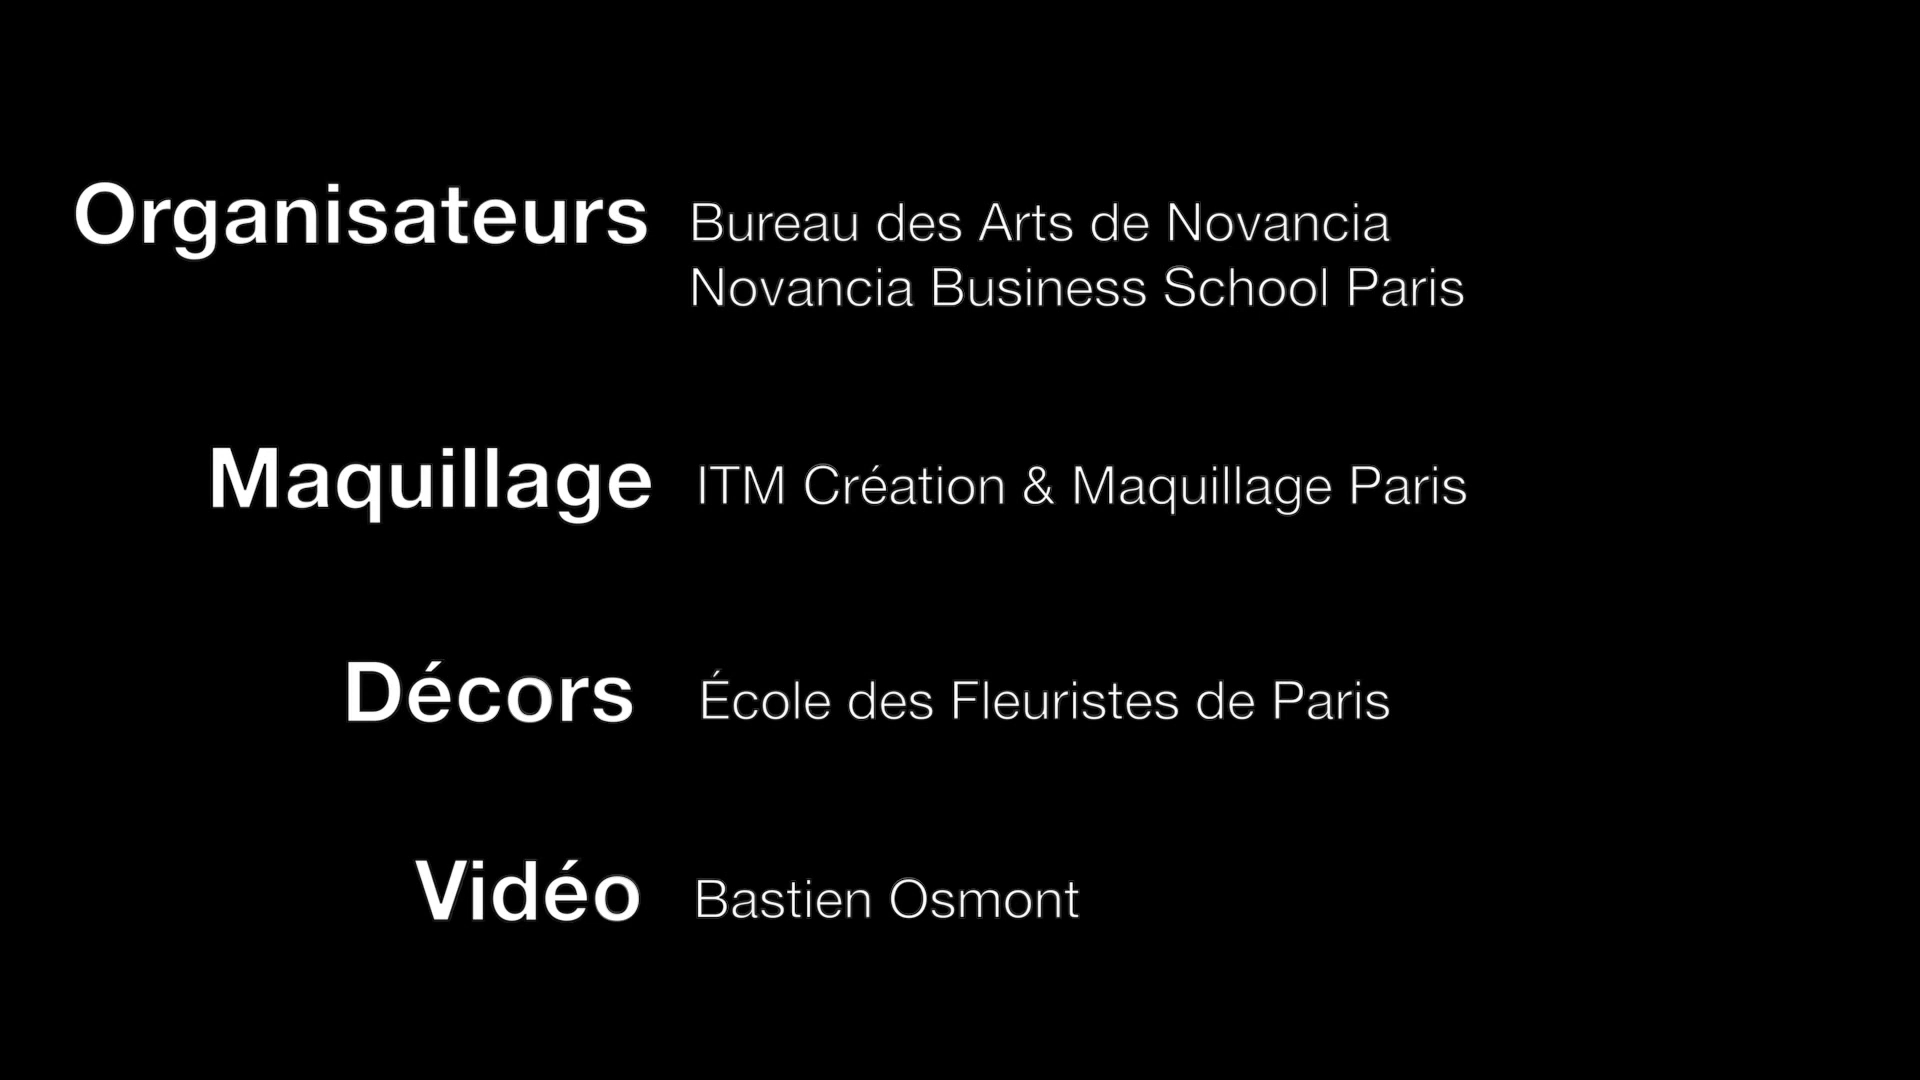 Organisateurs Bureau des Arts de Novancia
Novancia Business School Paris
Maquillage ITM Création & Maquillage Paris
Décors École des Fleuristes de Paris
Vidéo Bastien Osmont